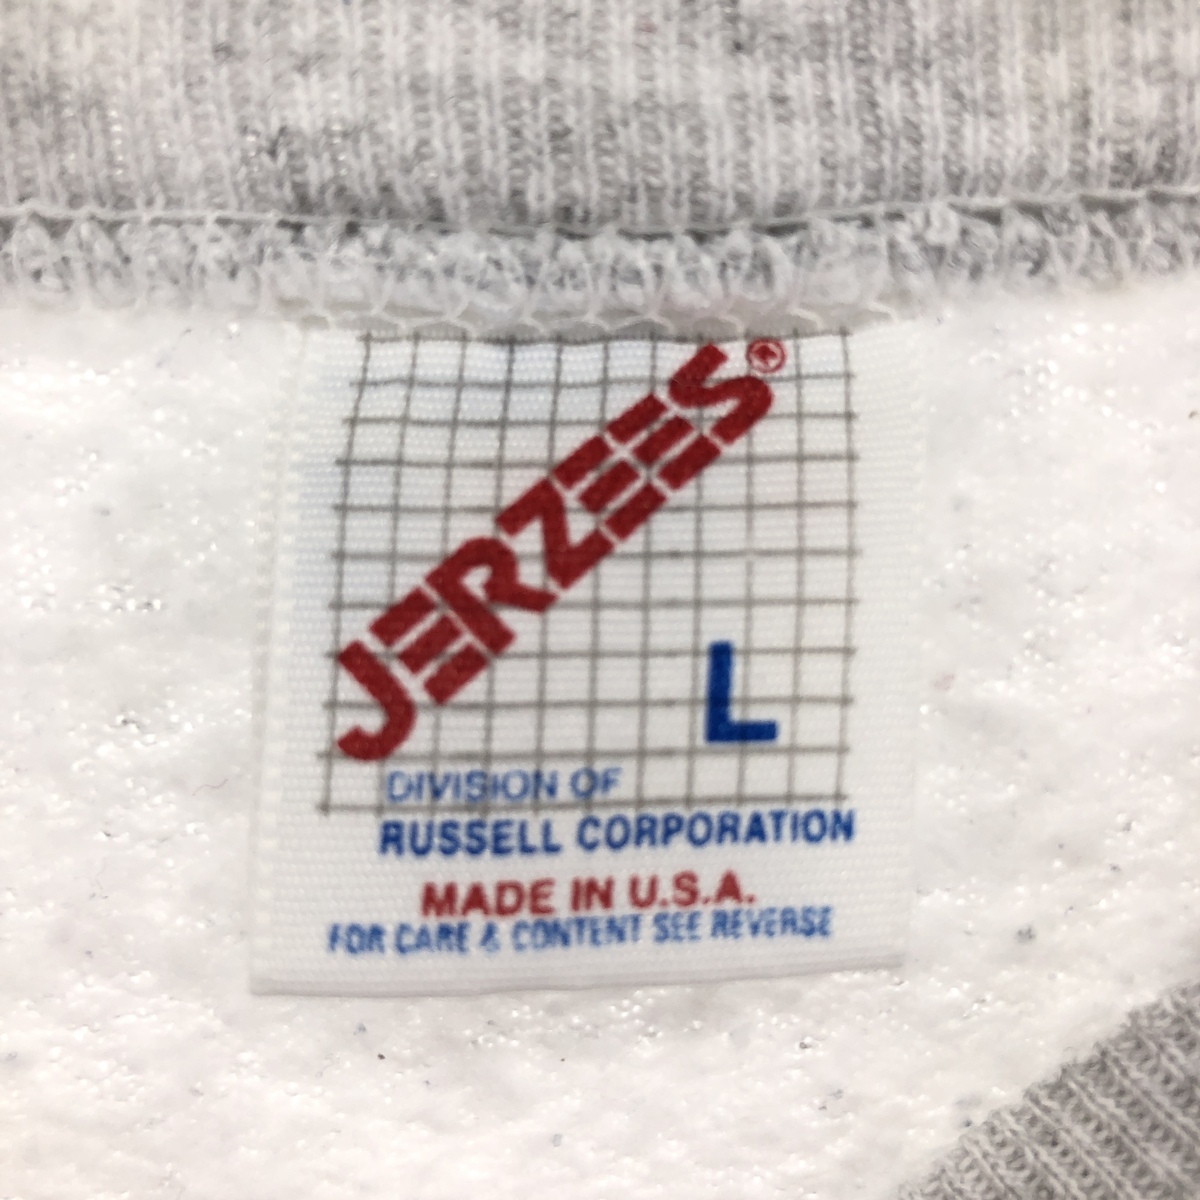 JERZEES®
L
DIVISION OF
RUSSELL CORPORATION
MADE IN U.S.A.
FOR CARE & CONTENT SEE REVERSE